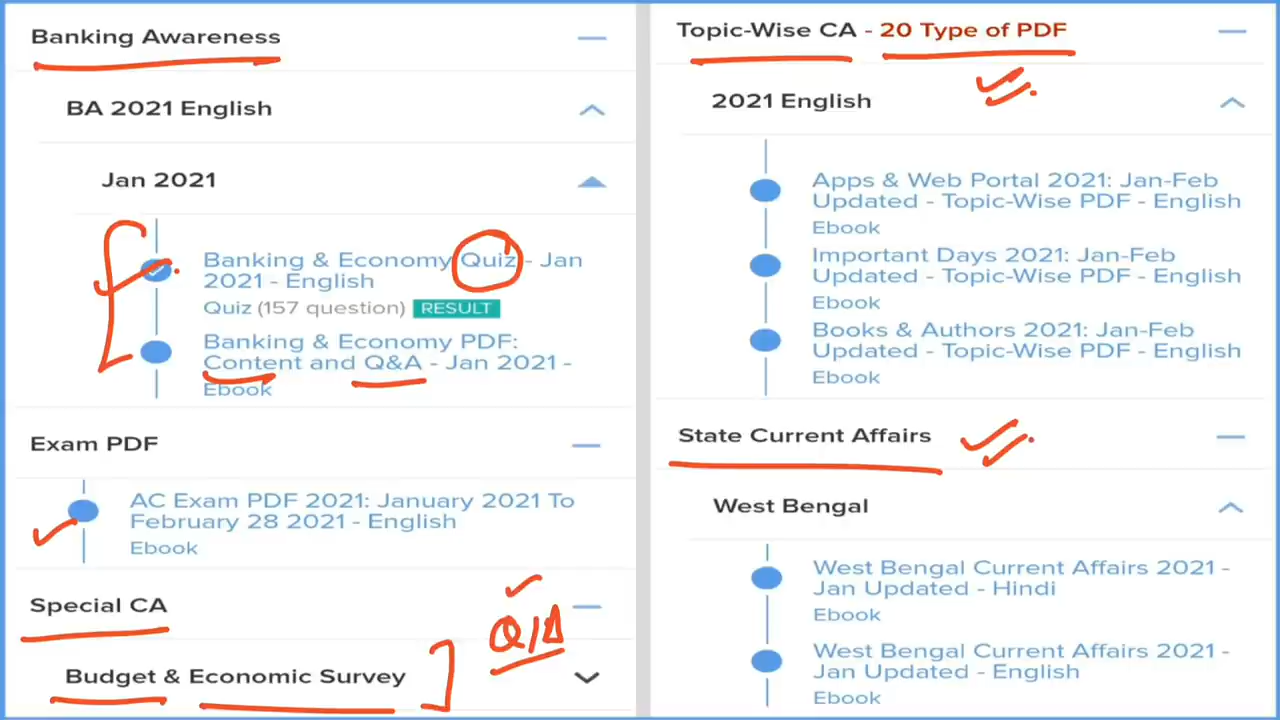 Banking Awareness
BA 2021 English
Jan 2021
Banking & Economy Quiz - Jan
2021 - English
Quiz (157 question) RESULT
Banking & Economy PDF:
Content and Q&A - Jan 2021 -
Ebook
Exam PDF
AC Exam PDF 2021: January 2021 To
February 28 2021 - English
Ebook
Special CA
Q/A
Budget & Economic Survey
Topic-Wise CA - 20 Type of PDF
2021 English
Apps & Web Portal 2021: Jan-Feb
Updated - Topic-Wise PDF - English
Ebook
Important Days 2021: Jan-Feb
Updated - Topic-Wise PDF - English
Ebook
Books & Authors 2021: Jan-Feb
Updated - Topic-Wise PDF - English
Ebook
State Current Affairs
West Bengal
West Bengal Current Affairs 2021 -
Jan Updated - Hindi
Ebook
West Bengal Current Affairs 2021 -
Jan Updated - English
Ebook